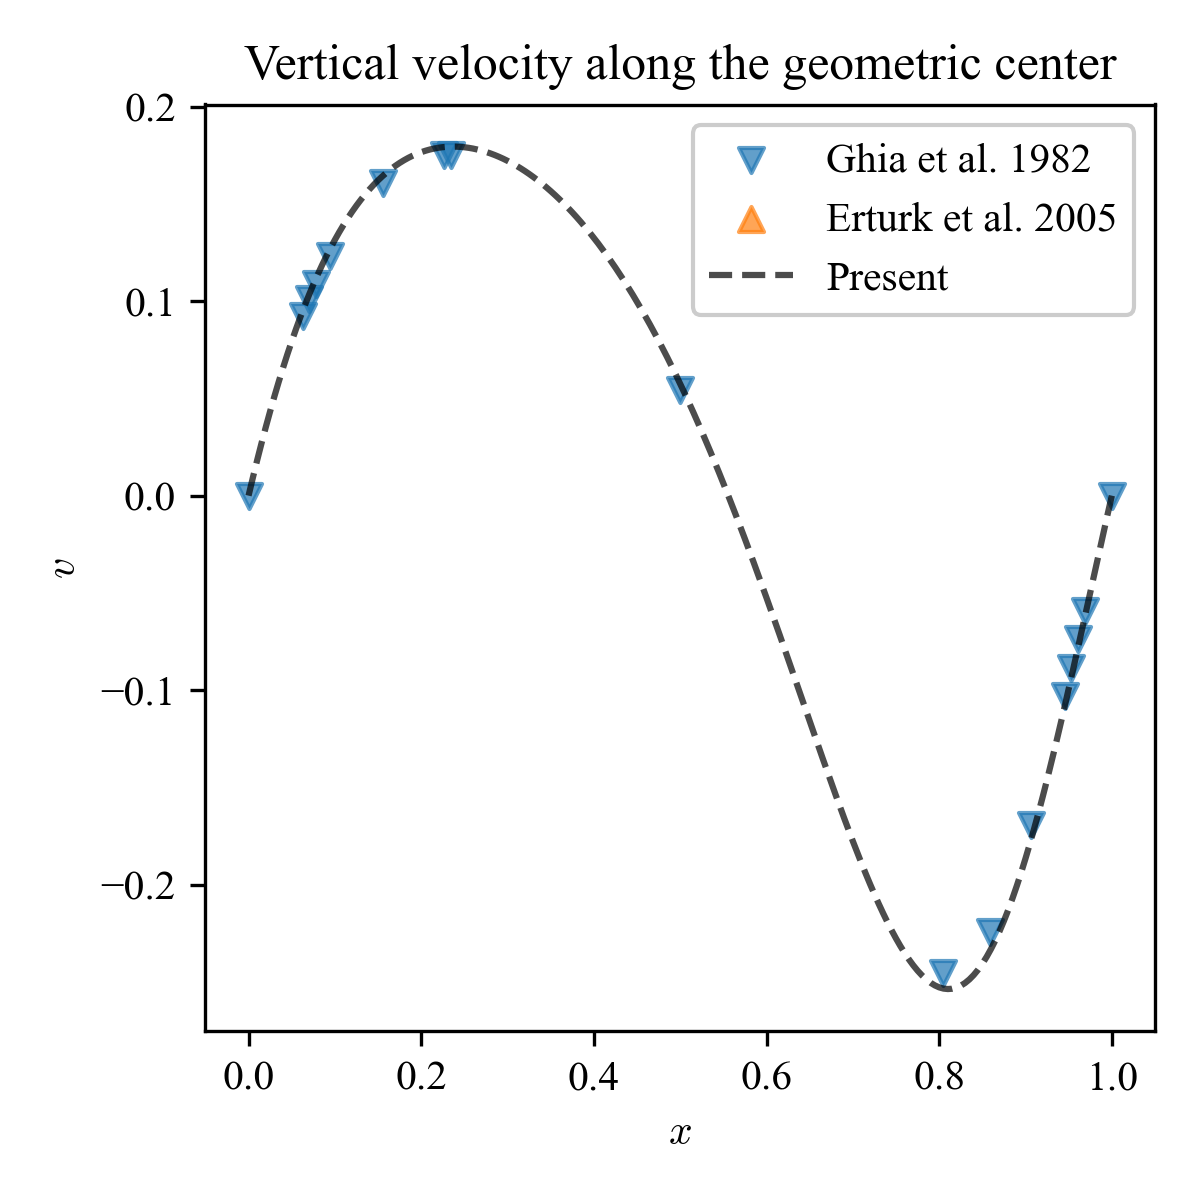 Vertical velocity along the geometric center
Ghia et al. 1982
Erturk et al. 2005
Present
0.2
0.1
0.0
−0.1
−0.2
v
0.0 0.2 0.4 0.6 0.8 1.0
x